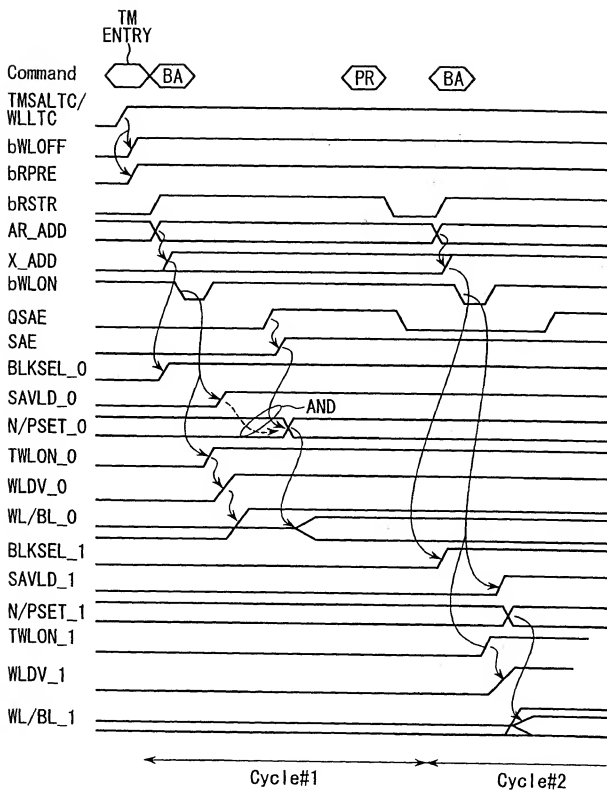 TM
ENTRY
Command BA PR BA
TMSALTC/
WLLTC
bWLOFF
bRPRE
bRSTR
AR_ADD
X_ADD
bWLON
QSAE
SAE
BLKSEL_0
SAVLD_0
AND
N/PSET_0
TWLON_0
WLDV_0
WL/BL_0
BLKSEL_1
SAVLD_1
N/PSET_1
TWLON_1
WLDV_1
WL/BL_1
Cycle#1 Cycle#2